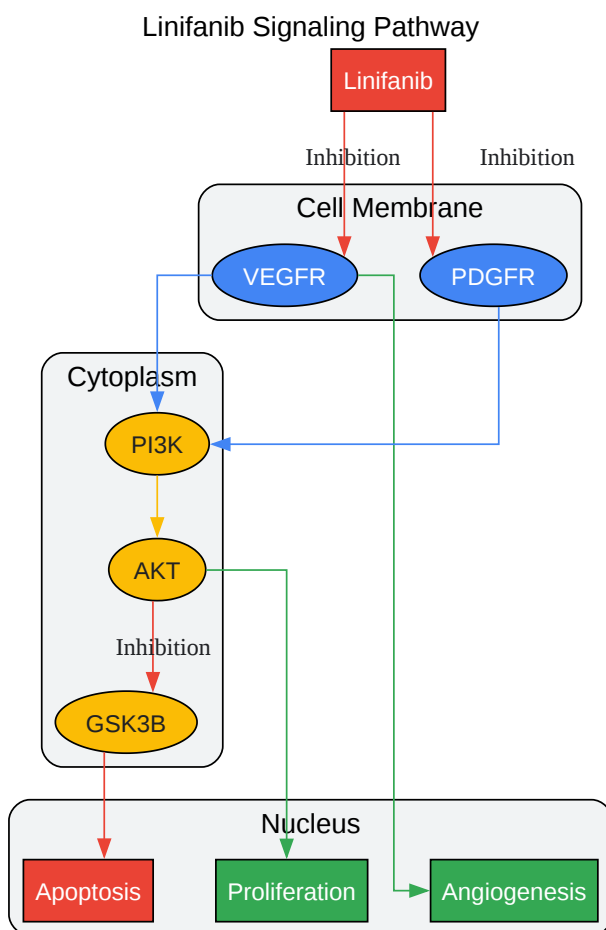 Linifanib Signaling Pathway
Linifanib
Inhibition
Inhibition
Cell Membrane
VEGFR
PDGFR
Cytoplasm
PI3K
AKT
Inhibition
GSK3B
Nucleus
Apoptosis
Proliferation
Angiogenesis